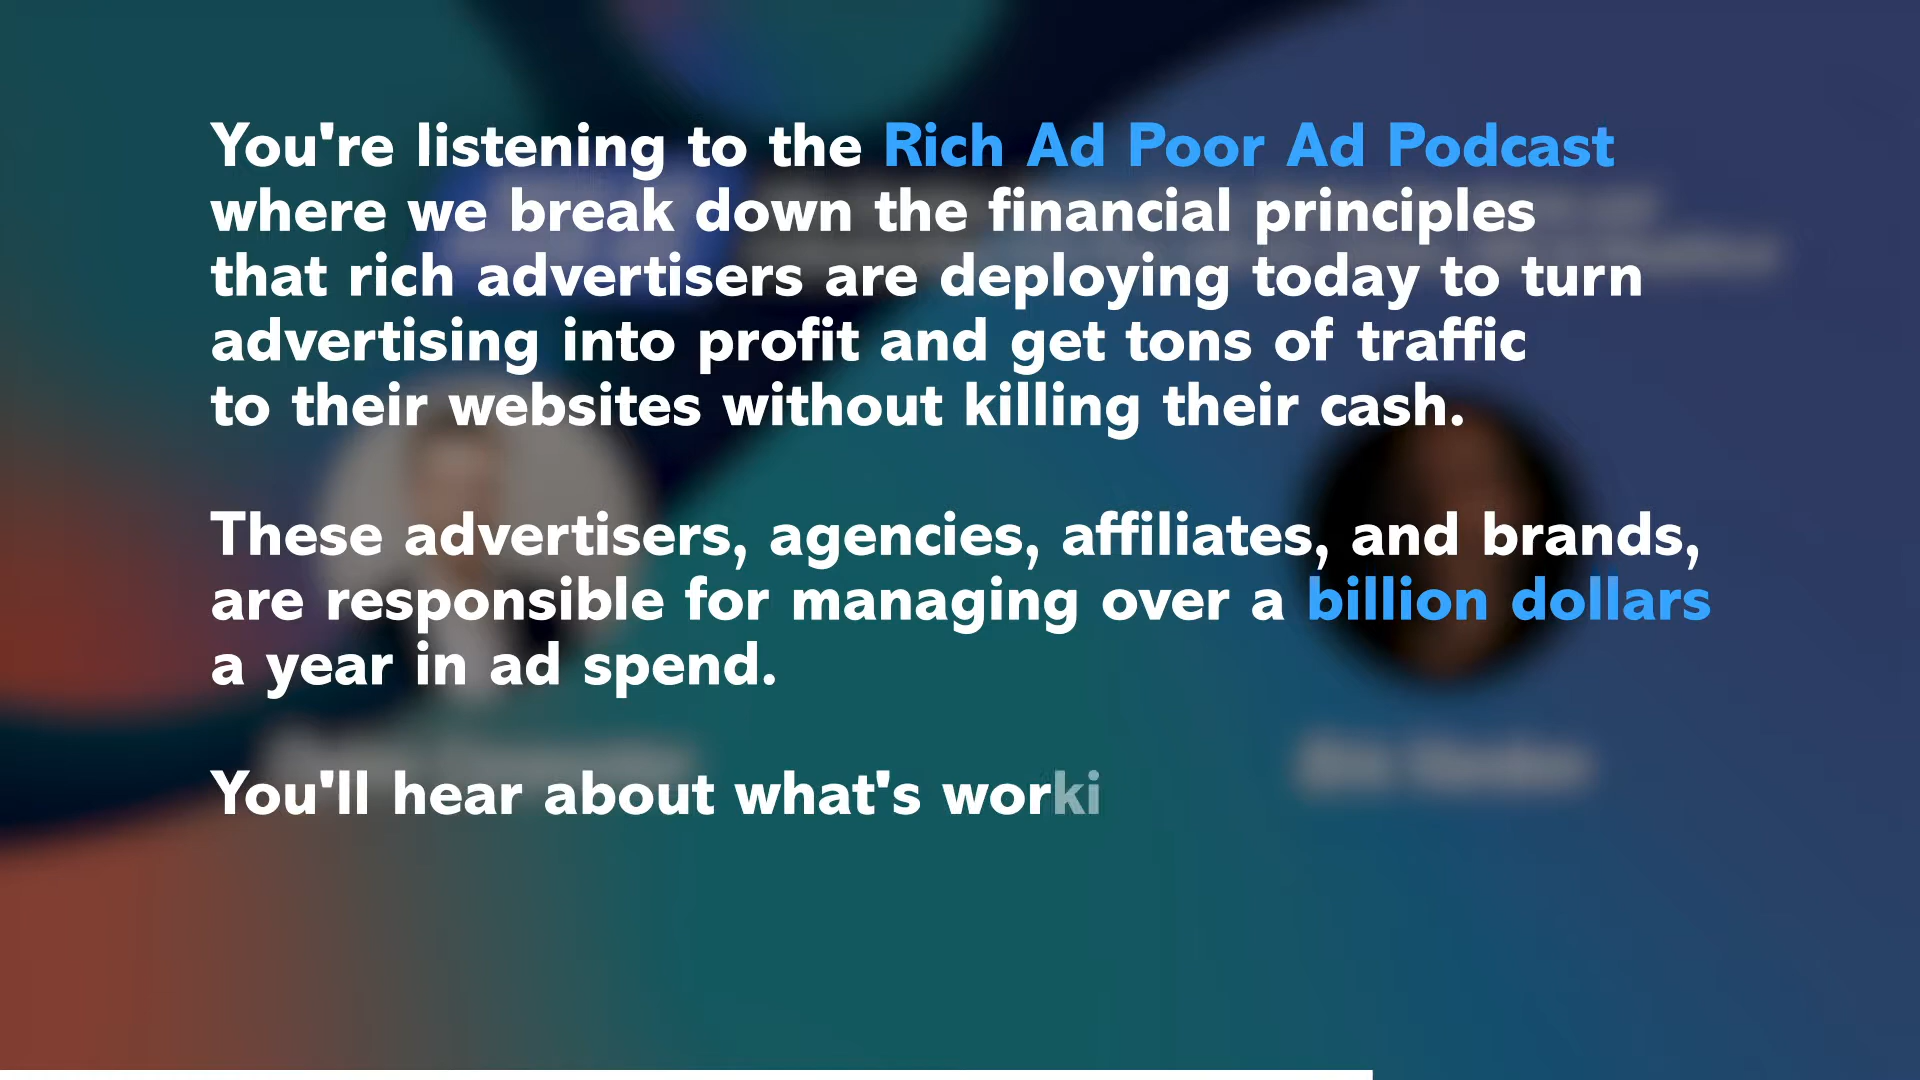 You're listening to the Rich Ad Poor Ad Podcast
where we break down the financial principles
that rich advertisers are deploying today to turn
advertising into profit and get tons of traffic
to their websites without killing their cash.
These advertisers, agencies, affiliates, and brands,
are responsible for managing over a billion dollars
a year in ad spend.
You'll hear about what's worki